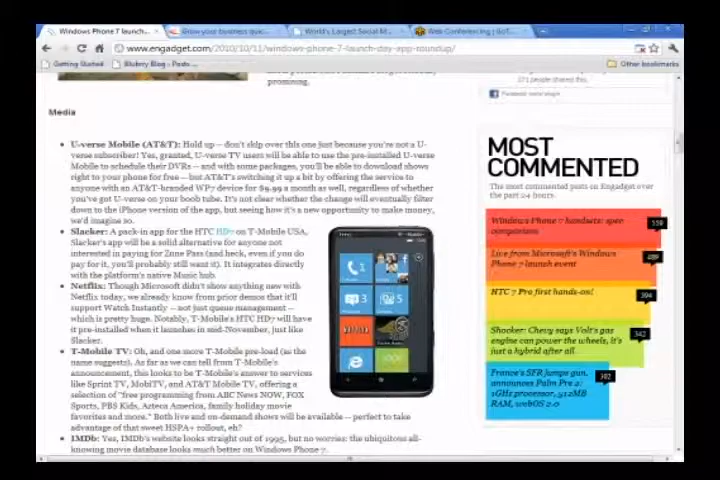 Windows Phone 7 launch...
Grow your business quic...
World's Largest Social M...
Web Conferencing | GoT...
www.engadget.com/2010/10/11/windows-phone-7-launch-day-app-roundup/
Getting Started
Blubrry Blog » Posts...
Other bookmarks
promising.
371 people shared this.
Media
U-verse Mobile (AT&T): Hold up -- don't skip over this one just because you're not a U-
verse subscriber! Yes, granted, U-verse TV users will be able to use the pre-installed U-verse
Mobile to schedule their DVRs -- and with some packages, you'll be able to download shows
right to your phone for free -- but AT&T's switching it up a bit by offering the service to
anyone with an AT&T-branded WP7 device for $9.99 a month as well, regardless of whether
you've got U-verse on your boob tube. It's not clear whether the change will eventually filter
down to the iPhone version of the app, but seeing how it's a new opportunity to make money,
we'd imagine so.
Slacker: A pack-in app for the HTC HD7 on T-Mobile USA,
Slacker's app will be a solid alternative for anyone not
interested in paying for Zune Pass (and heck, even if you do
pay for it, you'll probably still want it). It integrates directly
with the platform's native Music hub.
Netflix: Though Microsoft didn't show anything new with
Netflix today, we already know from prior demos that it'll
support Watch Instantly -- not just queue management --
which is pretty huge. Notably, T-Mobile's HTC HD7 will have
it pre-installed when it launches in mid-November, just like
Slacker.
T-Mobile TV: Oh, and one more T-Mobile pre-load (as the
name suggests). As far as we can tell from T-Mobile's
announcement, this looks to be T-Mobile's answer to services
like Sprint TV, MobiTV, and AT&T Mobile TV, offering a
selection of "free programming from ABC News NOW, FOX
Sports, PBS Kids, Azteca America, family holiday movie
favorites and more." Both live and on-demand shows will be available -- perfect to take
advantage of that sweet HSPA+ rollout, eh?
IMDb: Yes, IMDb's website looks straight out of 1995, but no worries: the ubiquitous all-
knowing movie database looks much better on Windows Phone 7.
1
3
5
NETFLIX
MOST
COMMENTED
The most commented posts on Engadget over
the past 24 hours.
Windows Phone 7 handsets: spec
comparison
559
Live from Microsoft's Windows
Phone 7 launch event
489
HTC 7 Pro first hands-on!
394
Shocker: Chevy says Volt's gas
engine can power the wheels, it's
just a hybrid after all
342
France's SFR jumps gun,
announces Palm Pre 2:
1GHz processor, 512MB
RAM, webOS 2.0